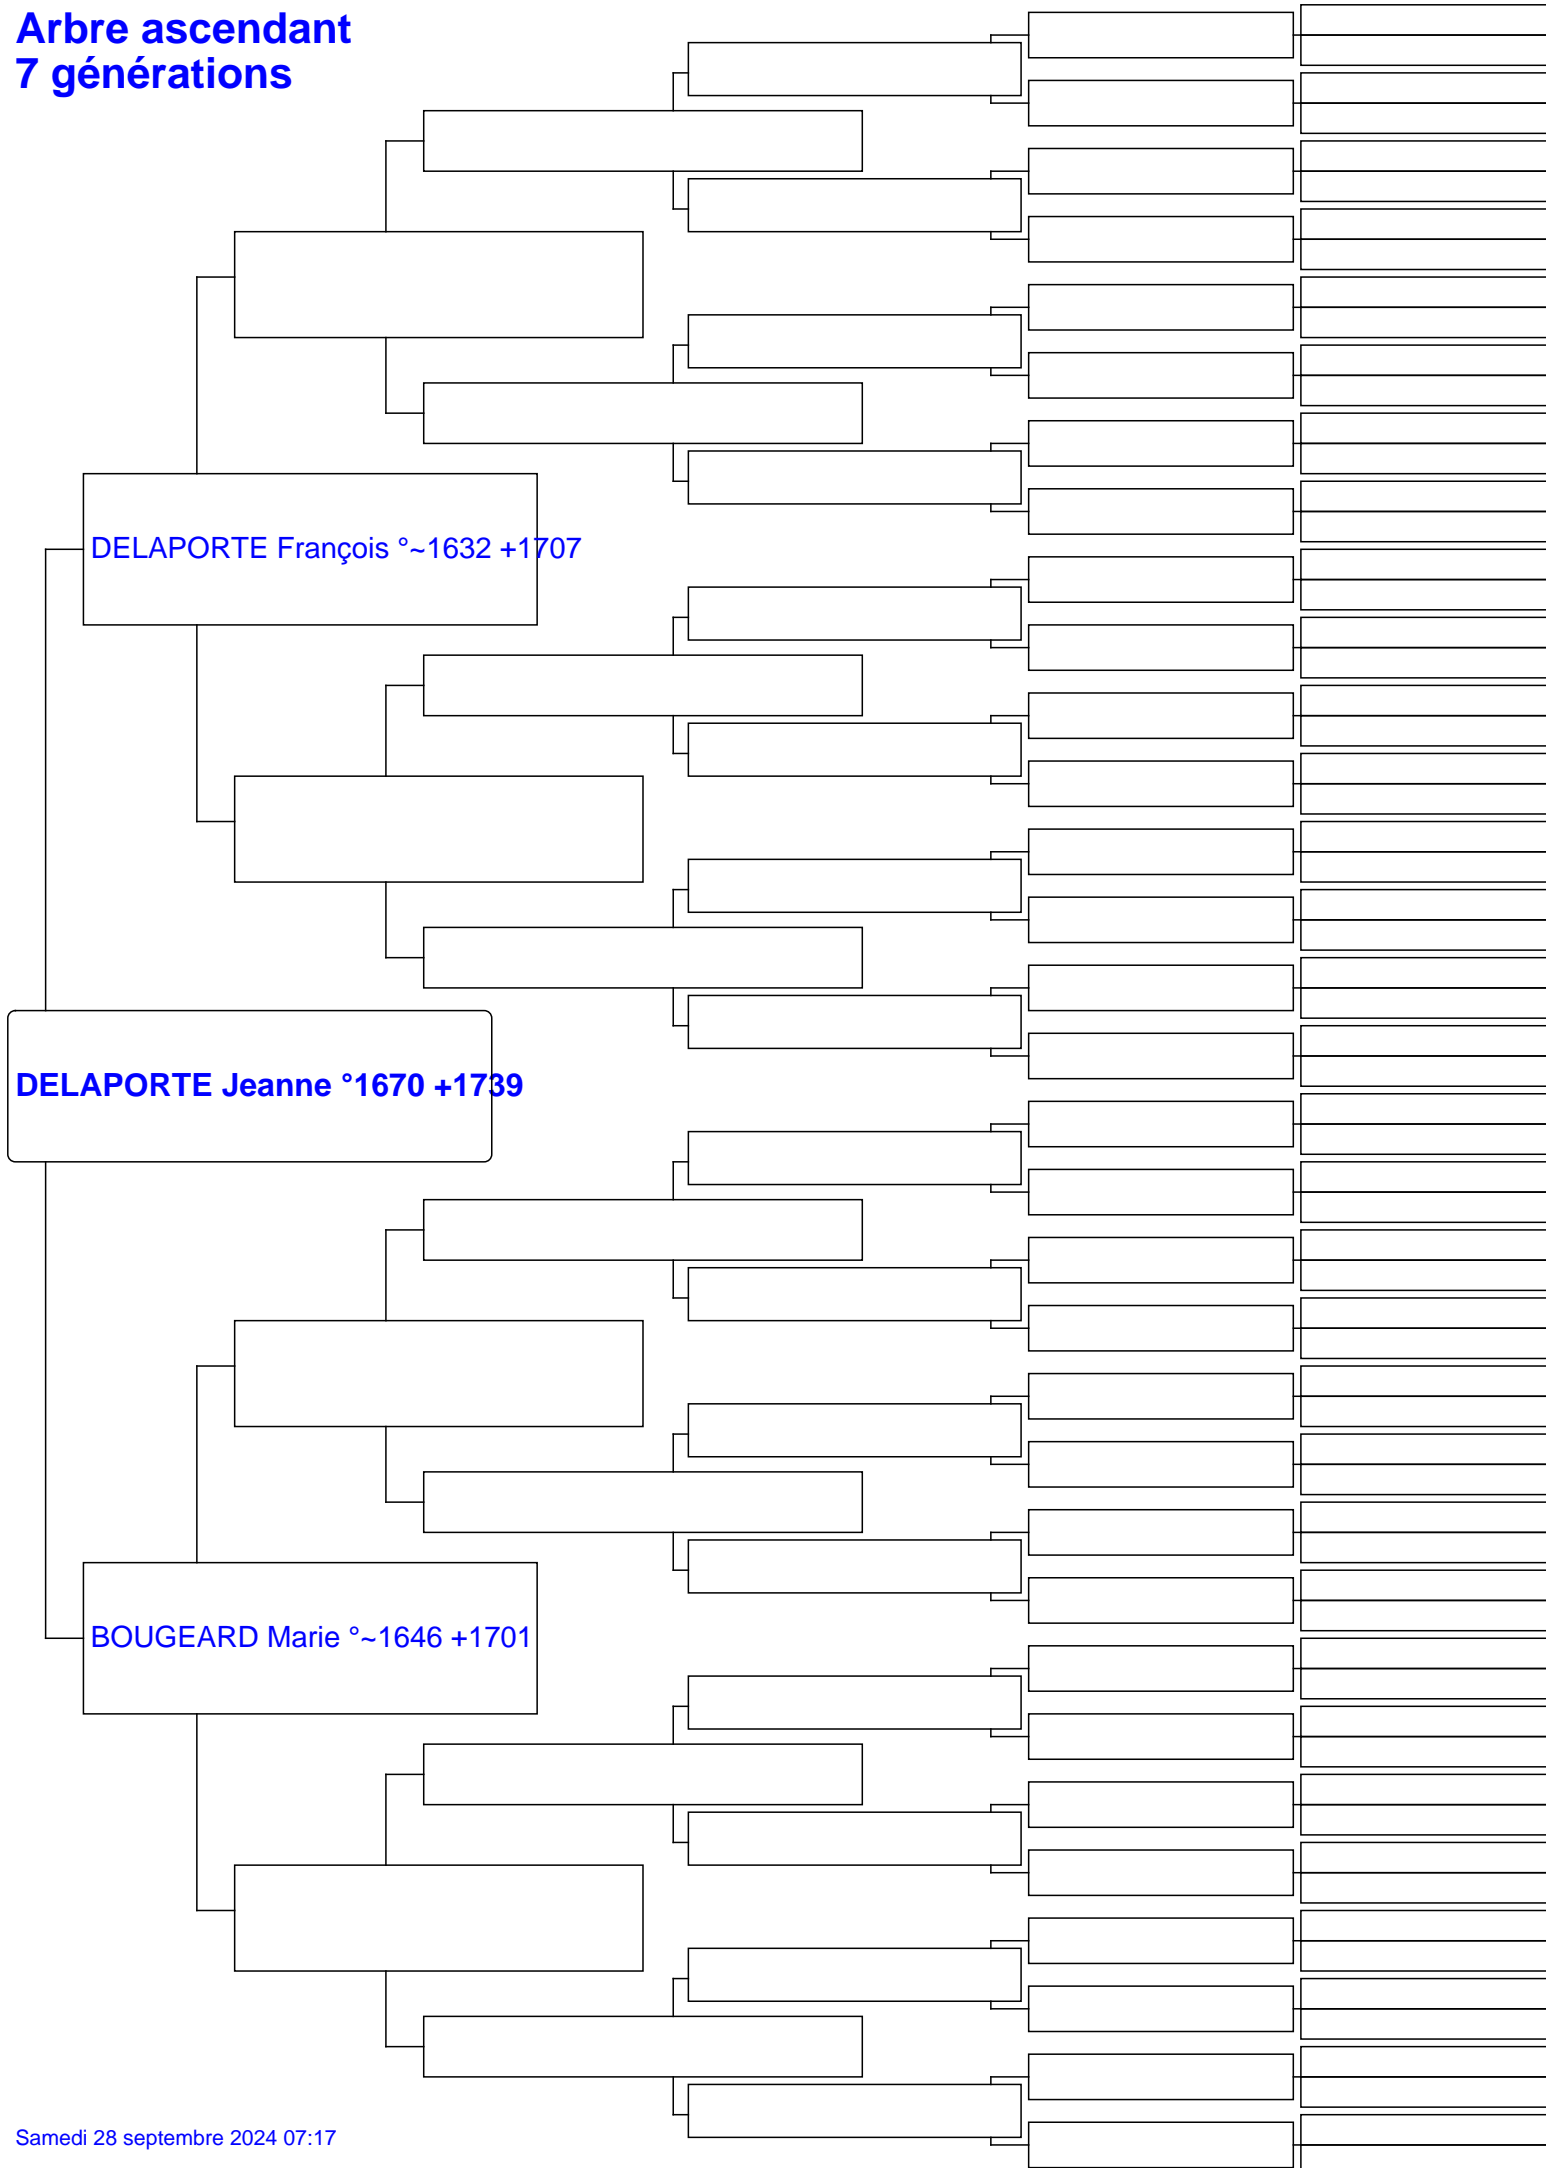 Arbre ascendant
7 générations
DELAPORTE François °~1632 +1707
DELAPORTE Jeanne °1670 +1739
BOUGEARD Marie °~1646 +1701
Samedi 28 septembre 2024 07:17